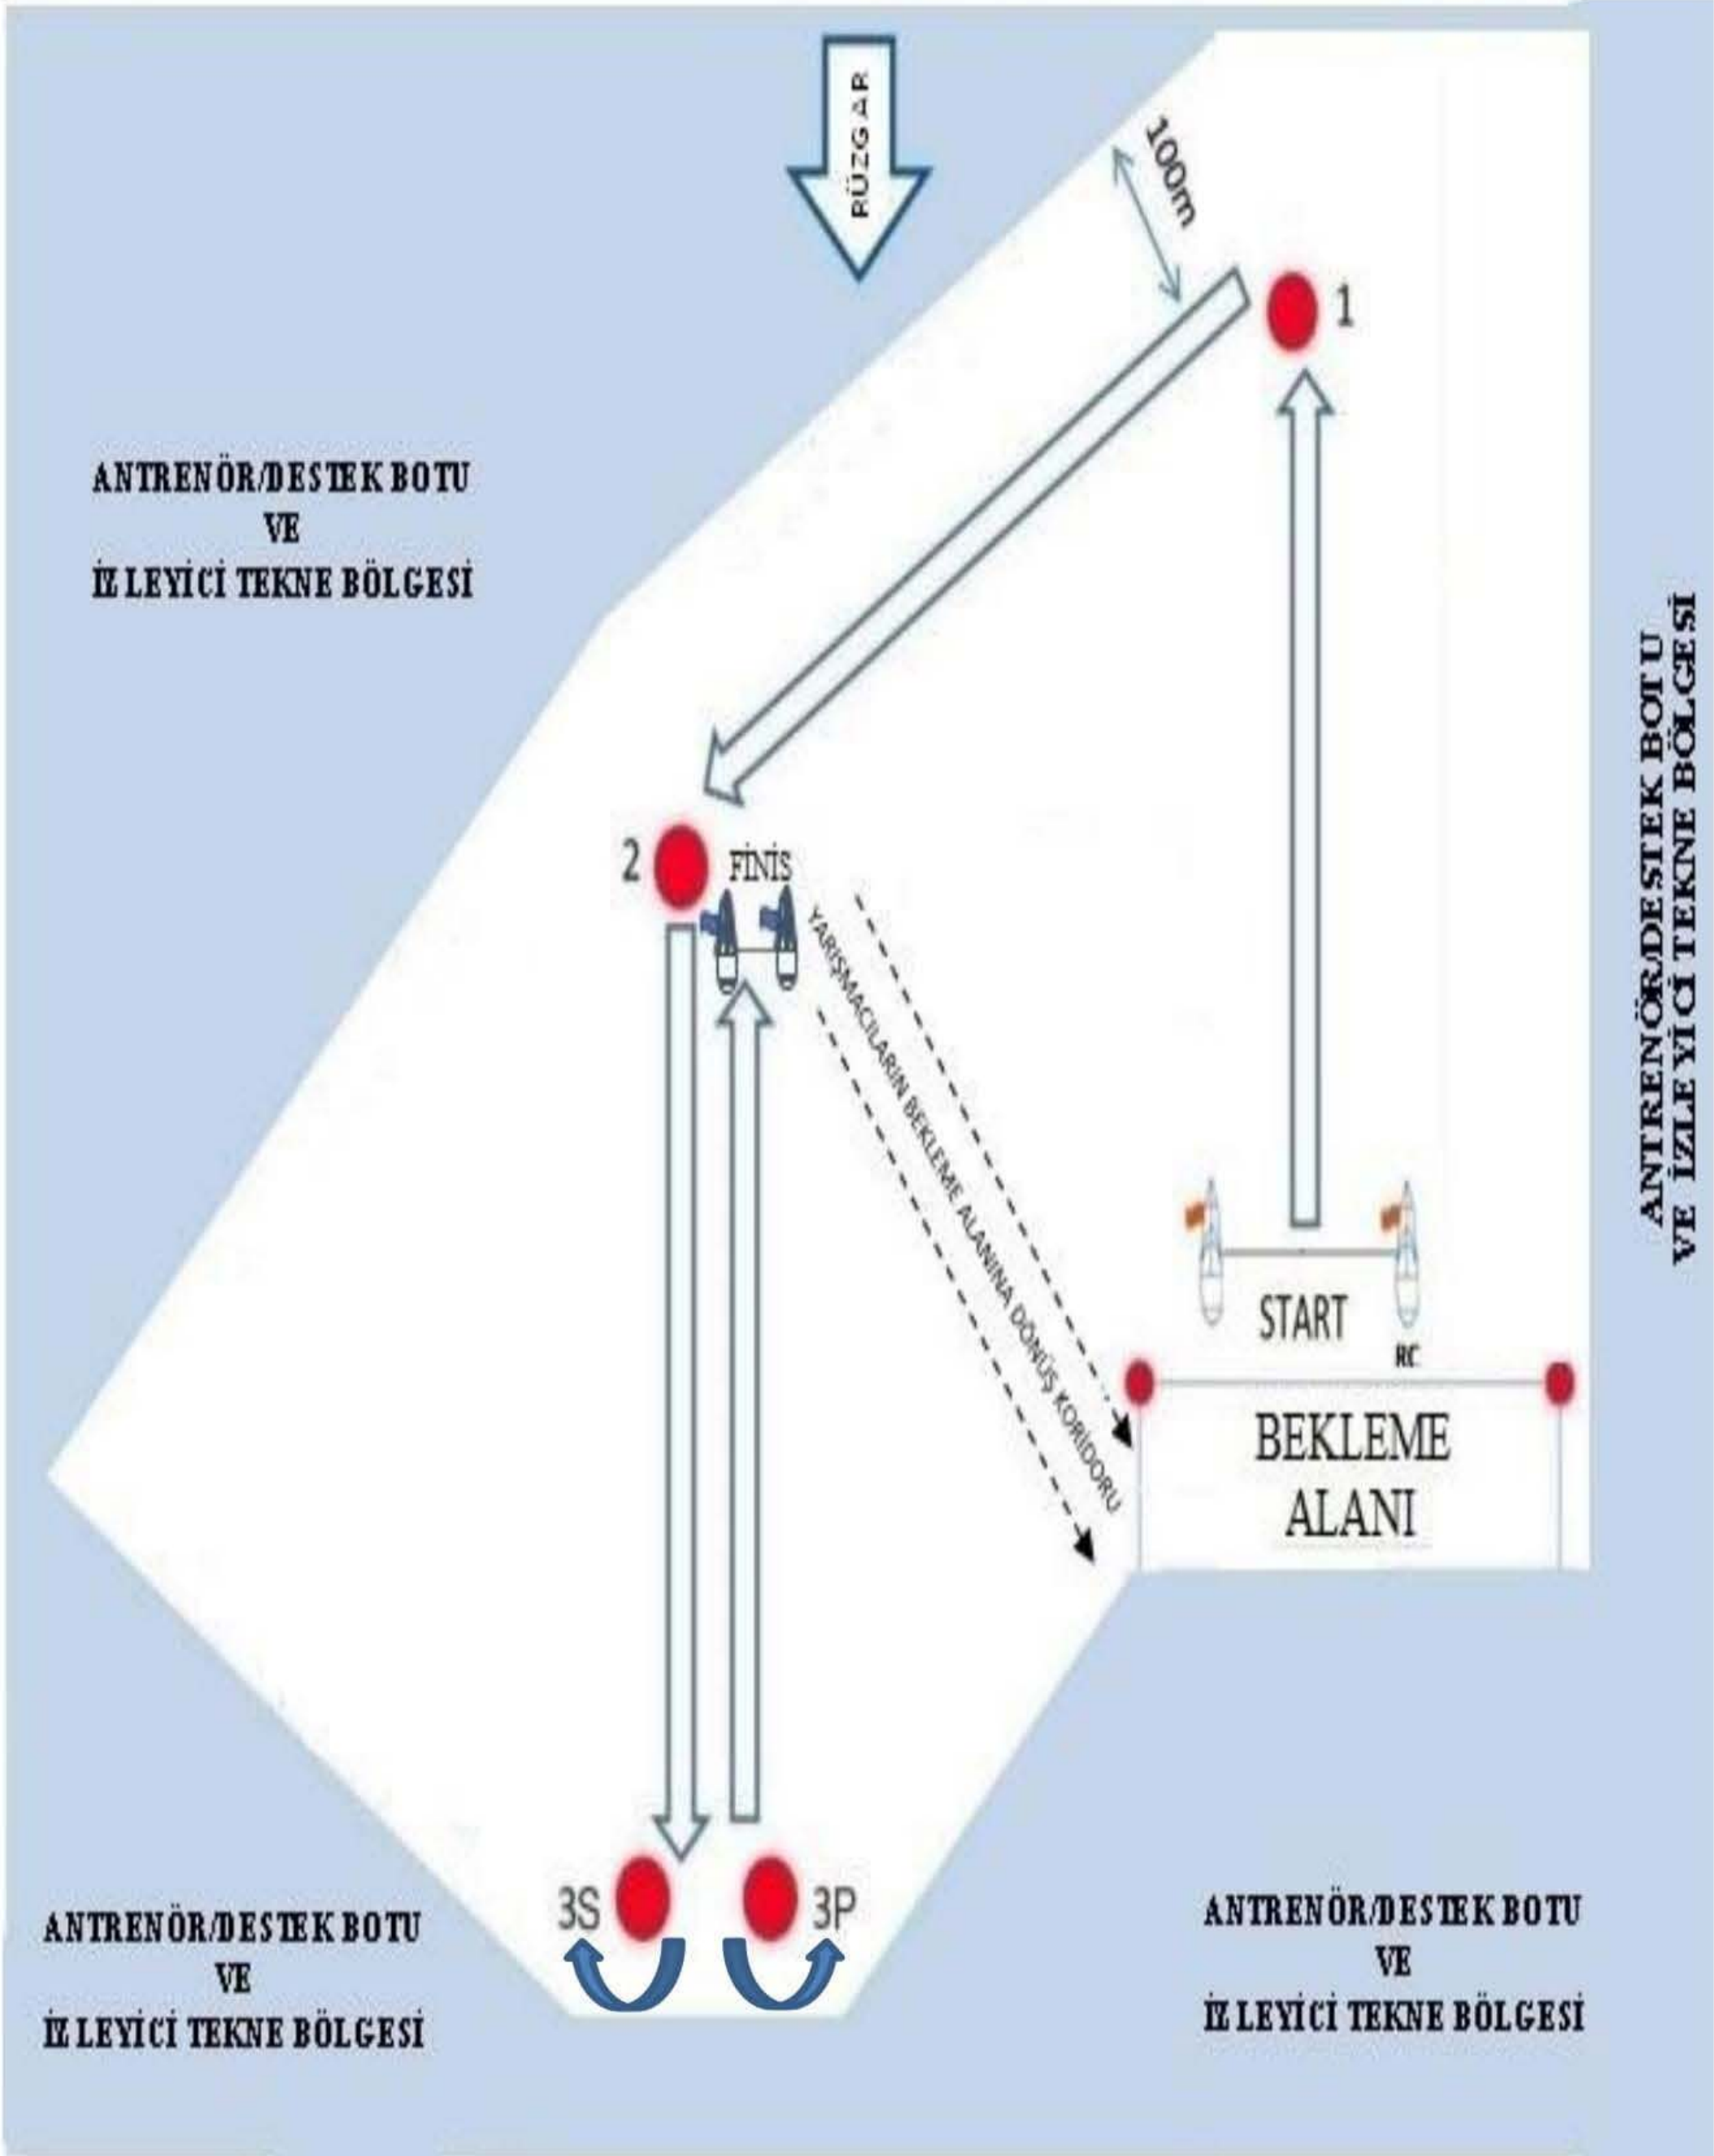 RÜZGAR
100m
1
ANTRENÖR/DESTEK BOTU
VE
İZLEYİCİ TEKNE BÖLGESİ
ANTRENÖR/DESTEK BOTU
VE İZLEYİCİ TEKNE BÖLGESİ
2
FİNİS
YARIŞMACILARIN BEKLEME ALANINA DÖNÜŞ KORİDORU
START
RC
BEKLEME
ALANI
3S
3P
ANTRENÖR/DESTEK BOTU
VE
İZLEYİCİ TEKNE BÖLGESİ
ANTRENÖR/DESTEK BOTU
VE
İZLEYİCİ TEKNE BÖLGESİ